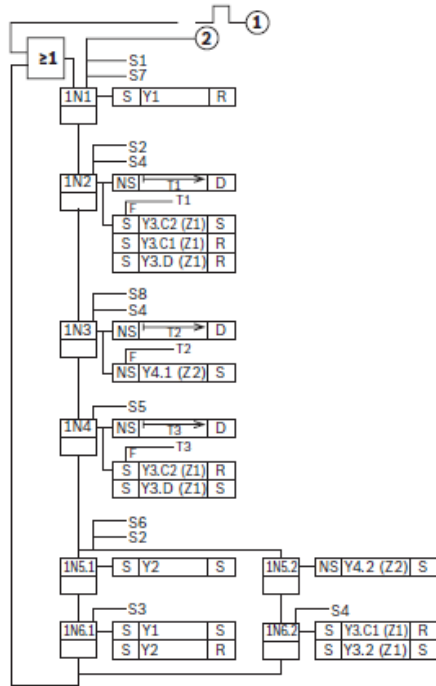 1
2
≥1
S1
S7
1N1 S Y1 R
S2
S4
1N2 NS T1 D
T1
F
S Y3.C2 (Z1) S
S Y3.C1 (Z1) R
S Y3.D (Z1) R
S8
S4
1N3 NS T2 D
T2
F
NS Y4.1 (Z2) S
S5
1N4 NS T3 D
T3
F
S Y3.C2 (Z1) R
S Y3.D (Z1) S
S6
S2
1N5.1 S Y2 S 1N5.2 NS Y4.2 (Z2) S
S3 S4
1N6.1 S Y1 S 1N6.2 S Y3.C1 (Z1) R
S Y2 R S Y3.2 (Z1) S